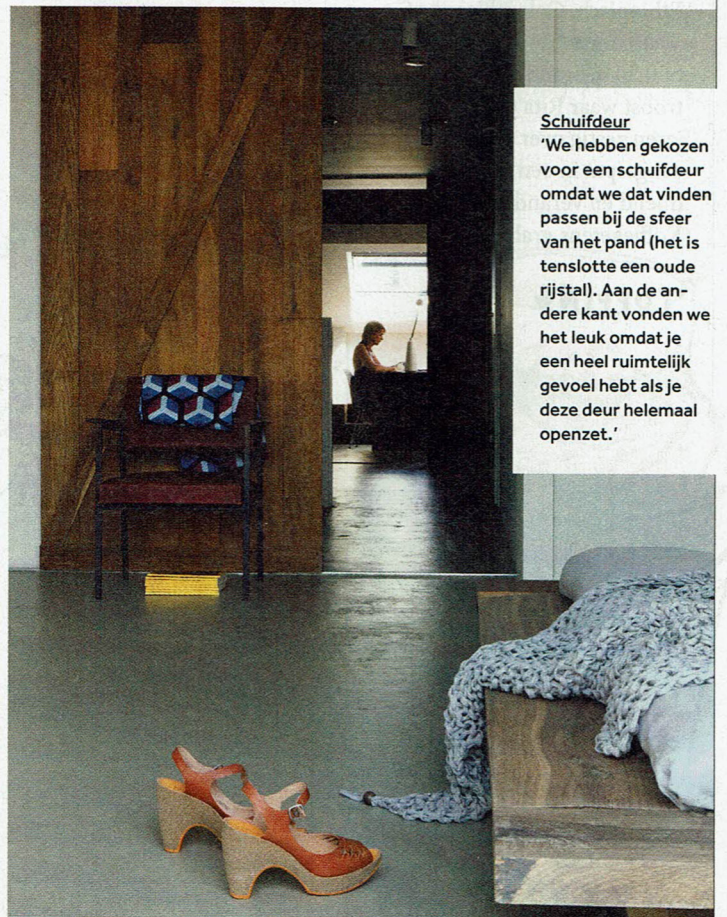 Schuifdeur
'We hebben gekozen
voor een schuifdeur
omdat we dat vinden
passen bij de sfeer
van het pand (het is
tenslotte een oude
rijstal). Aan de an-
dere kant vonden we
het leuk omdat je
een heel ruimtelijk
gevoel hebt als je
deze deur helemaal
openzet.'